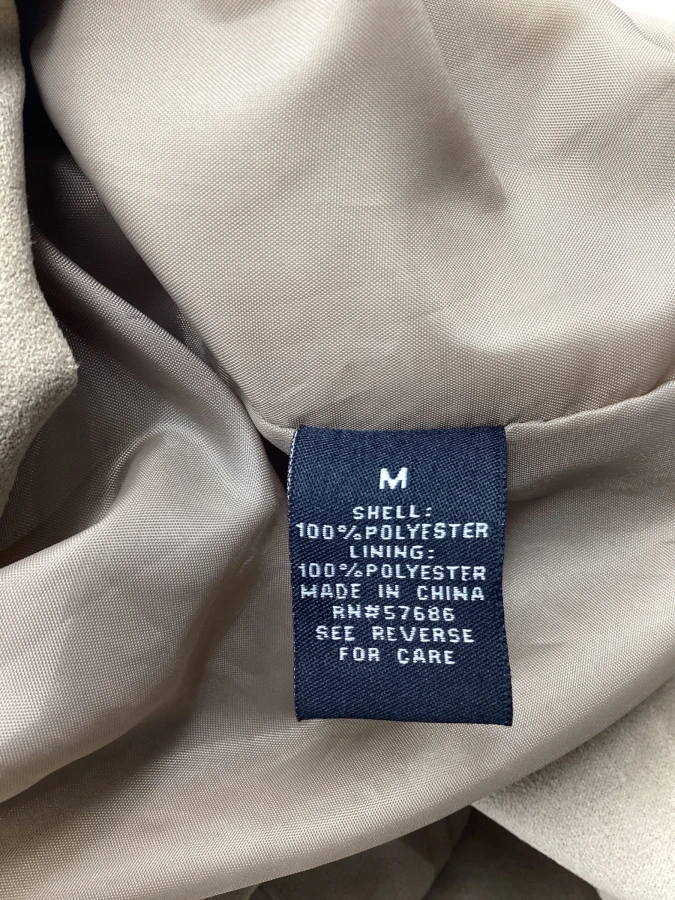 M
SHELL:
100%POLYESTER
LINING:
100%POLYESTER
MADE IN CHINA
RN#57686
SEE REVERSE
FOR CARE